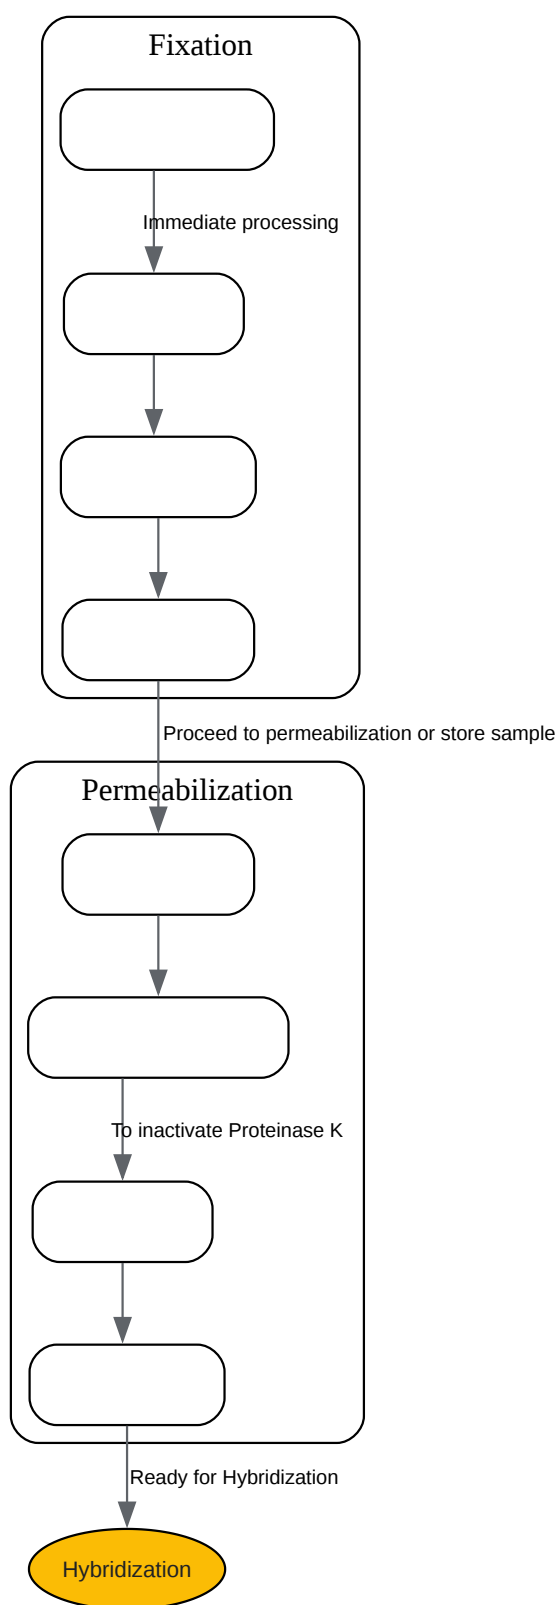 Fixation
Immediate processing
Proceed to permeabilization or store sample
Permeabilization
To inactivate Proteinase K
Ready for Hybridization
Hybridization